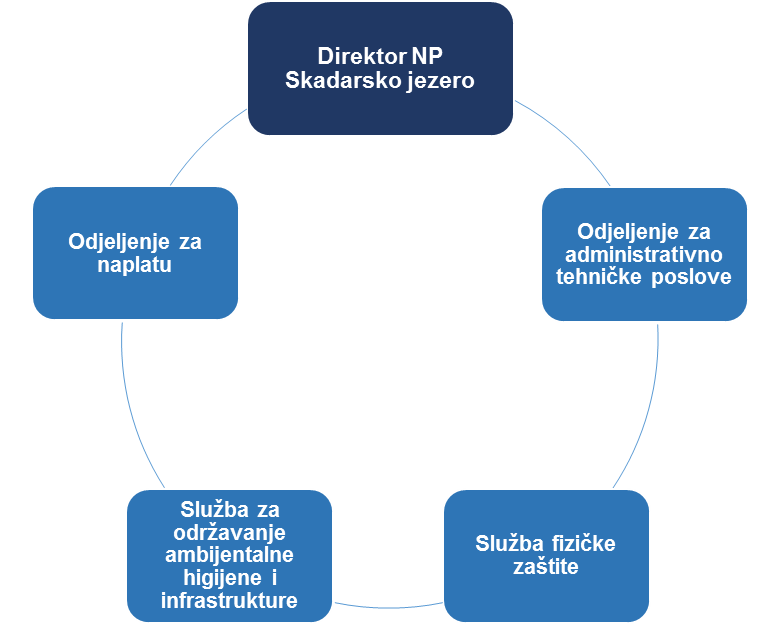 Direktor NP
Skadarsko jezero
Odjeljenje za
administrativno
tehničke poslove
Služba fizičke
zaštite
Služba za
održavanje
ambijentalne
higijene i
infrastrukture
Odjeljenje za
naplatu